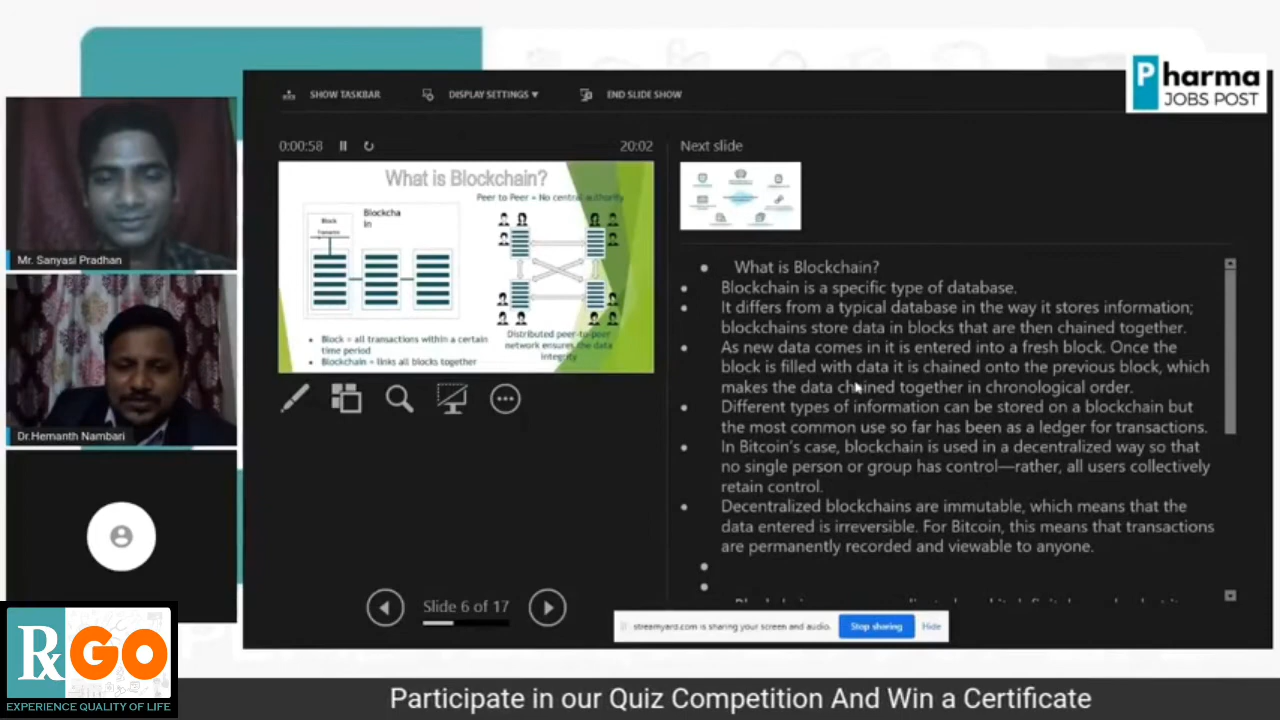 Pharma
JOBS POST
SHOW TASKBAR
DISPLAY SETTINGS ▼
END SLIDE SHOW
0:00:58
20:02
Next slide
What is Blockchain?
Peer to Peer = No central authority
Block
Blockcha
in
• Block = all transactions within a certain
time period
• Blockchain = links all blocks together
Distributed peer-to-peer
network ensures the data
integrity
Slide 6 of 17
• What is Blockchain?
• Blockchain is a specific type of database.
• It differs from a typical database in the way it stores information;
blockchains store data in blocks that are then chained together.
• As new data comes in it is entered into a fresh block. Once the
block is filled with data it is chained onto the previous block, which
makes the data chained together in chronological order.
• Different types of information can be stored on a blockchain but
the most common use so far has been as a ledger for transactions.
• In Bitcoin's case, blockchain is used in a decentralized way so that
no single person or group has control—rather, all users collectively
retain control.
• Decentralized blockchains are immutable, which means that the
data entered is irreversible. For Bitcoin, this means that transactions
are permanently recorded and viewable to anyone.
streamyard.com is sharing your screen and audio.
Stop sharing
Hide
Mr. Sanyasi Pradhan
Dr.Hemanth Nambari
RxGO
EXPERIENCE QUALITY OF LIFE
Participate in our Quiz Competition And Win a Certificate